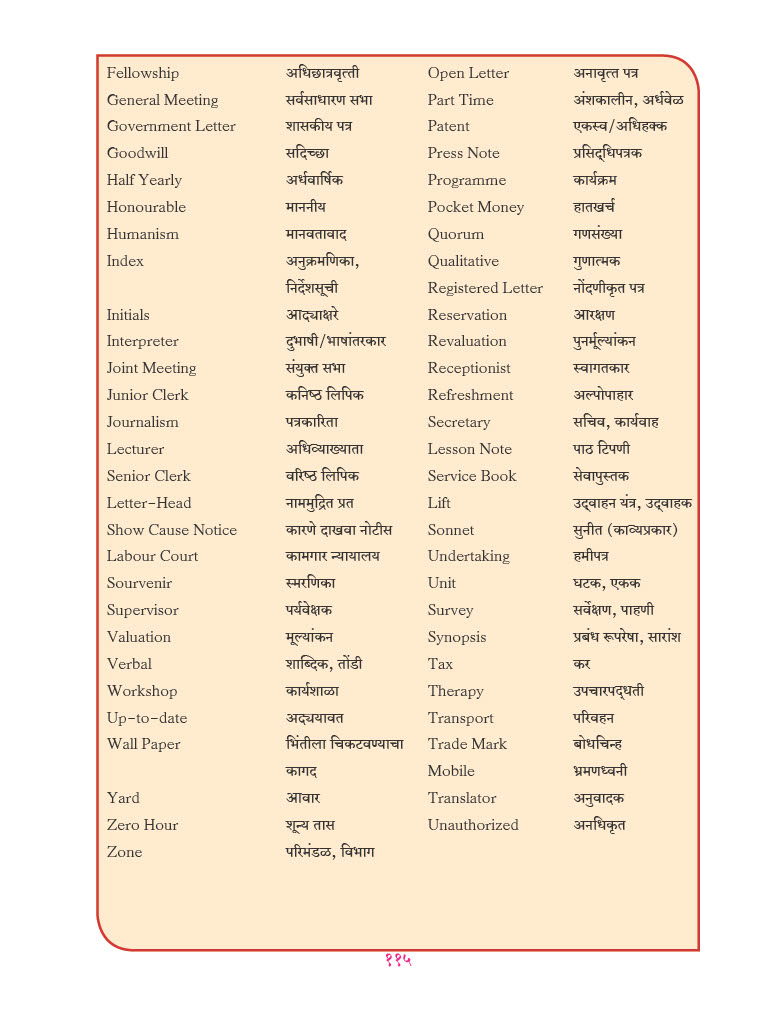 Fellowship अधिछात्रवृत्ती
General Meeting सर्वसाधारण सभा
Government Letter शासकीय पत्र
Goodwill सदिच्छा
Half Yearly अर्धवार्षिक
Honourable माननीय
Humanism मानवतावाद
Index अनुक्रमणिका,
निर्देशसूची
Initials आद्याक्षरे
Interpreter दुभाषी/भाषांतरकार
Joint Meeting संयुक्त सभा
Junior Clerk कनिष्ठ लिपिक
Journalism पत्रकारिता
Lecturer अधिव्याख्याता
Senior Clerk वरिष्ठ लिपिक
Letter-Head नाममुद्रित प्रत
Show Cause Notice कारणे दाखवा नोटीस
Labour Court कामगार न्यायालय
Sourvenir स्मरणिका
Supervisor पर्यवेक्षक
Valuation मूल्यांकन
Verbal शाब्दिक, तोंडी
Workshop कार्यशाळा
Up-to-date अद्ययावत
Wall Paper भिंतीला चिकटवण्याचा
कागद
Yard आवार
Zero Hour शून्य तास
Zone परिमंडळ, विभाग
Open Letter अनावृत्त पत्र
Part Time अंशकालीन, अर्धवेळ
Patent एकस्व/अधिहक्क
Press Note प्रसिद्धिपत्रक
Programme कार्यक्रम
Pocket Money हातखर्च
Quorum गणसंख्या
Qualitative गुणात्मक
Registered Letter नोंदणीकृत पत्र
Reservation आरक्षण
Revaluation पुनर्मूल्यांकन
Receptionist स्वागतकार
Refreshment अल्पोपाहार
Secretary सचिव, कार्यवाह
Lesson Note पाठ टिपणी
Service Book सेवापुस्तक
Lift उद्‌वाहन यंत्र, उद्‌वाहक
Sonnet सुनीत (काव्यप्रकार)
Undertaking हमीपत्र
Unit घटक, एकक
Survey सर्वेक्षण, पाहणी
Synopsis प्रबंध रूपरेषा, सारांश
Tax कर
Therapy उपचारपद्धती
Transport परिवहन
Trade Mark बोधचिन्ह
Mobile भ्रमणध्वनी
Translator अनुवादक
Unauthorized अनधिकृत
११५